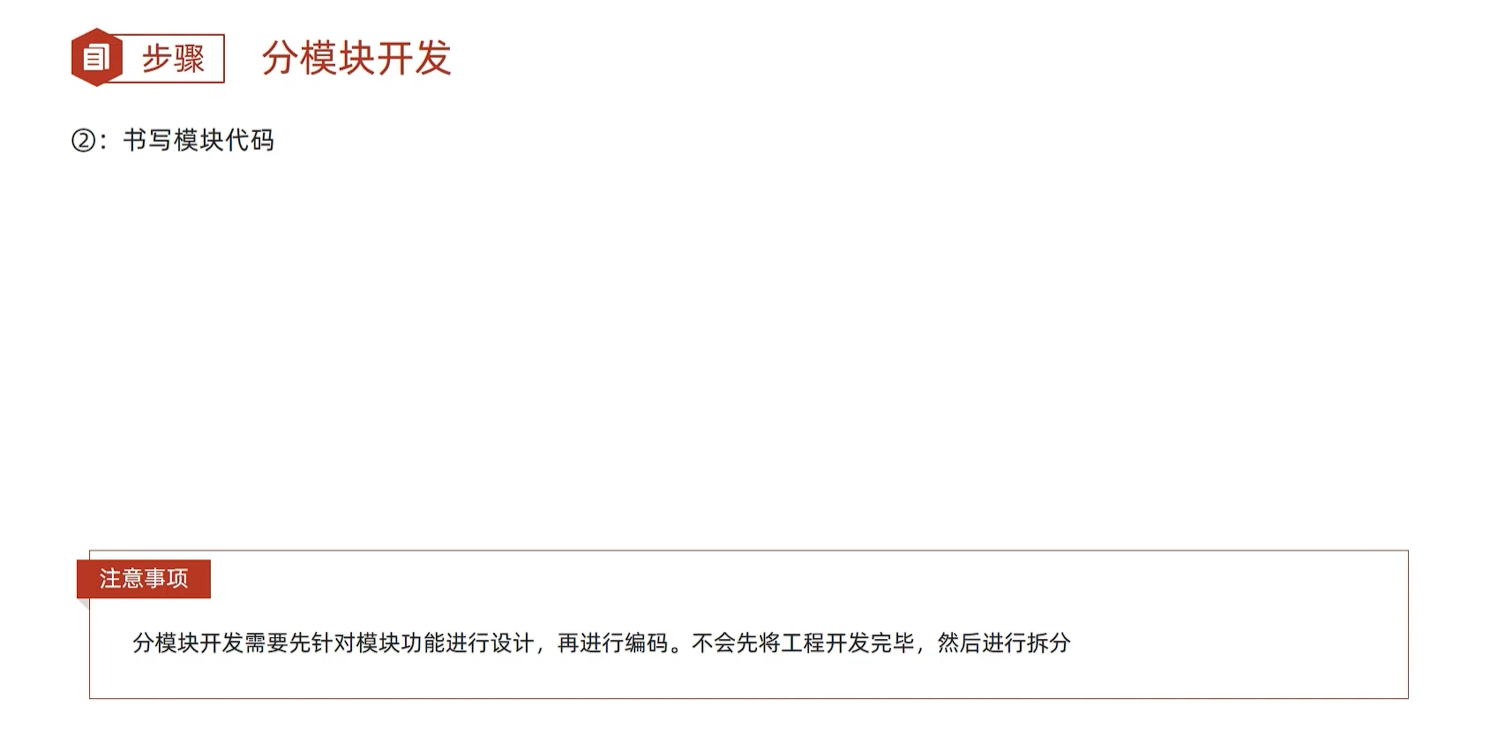 步骤 分模块开发
②：书写模块代码
注意事项
分模块开发需要先针对模块功能进行设计，再进行编码。不会先将工程开发完毕，然后进行拆分